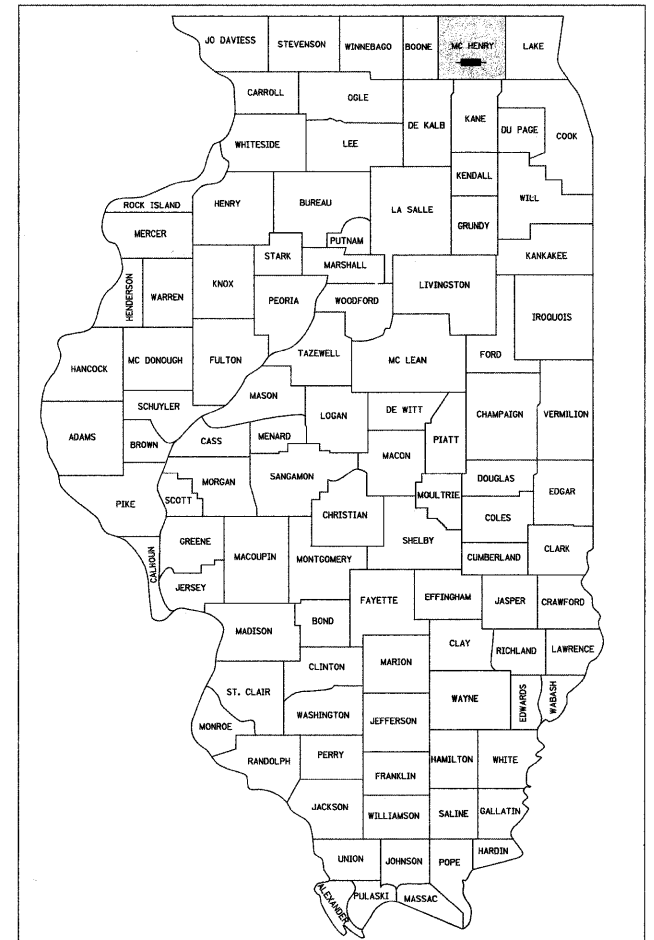 JO DAVIESS
STEVENSON
WINNEBAGO
BOONE
MC HENRY
LAKE
CARROLL
OGLE
DE KALB
KANE
DU PAGE
COOK
WHITESIDE
LEE
KENDALL
WILL
ROCK ISLAND
HENRY
BUREAU
LA SALLE
GRUNDY
MERCER
PUTNAM
KANKAKEE
HENDERSON
WARREN
KNOX
STARK
MARSHALL
LIVINGSTON
PEORIA
WOODFORD
IROQUOIS
HANCOCK
MC DONOUGH
FULTON
TAZEWELL
MC LEAN
FORD
SCHUYLER
MASON
LOGAN
DE WITT
CHAMPAIGN
VERMILION
ADAMS
BROWN
CASS
MENARD
MACON
PIATT
MORGAN
SANGAMON
DOUGLAS
EDGAR
PIKE
SCOTT
CHRISTIAN
MOULTRIE
COLES
GREENE
MACOUPIN
MONTGOMERY
SHELBY
CUMBERLAND
CLARK
CALHOUN
JERSEY
FAYETTE
EFFINGHAM
JASPER
CRAWFORD
MADISON
BOND
CLAY
RICHLAND
LAWRENCE
CLINTON
MARION
ST. CLAIR
WAYNE
EDWARDS
WABASH
MONROE
WASHINGTON
JEFFERSON
RANDOLPH
PERRY
HAMILTON
WHITE
FRANKLIN
JACKSON
WILLIAMSON
SALINE
GALLATIN
UNION
JOHNSON
POPE
HARDIN
ALEXANDER
PULASKI
MASSAC